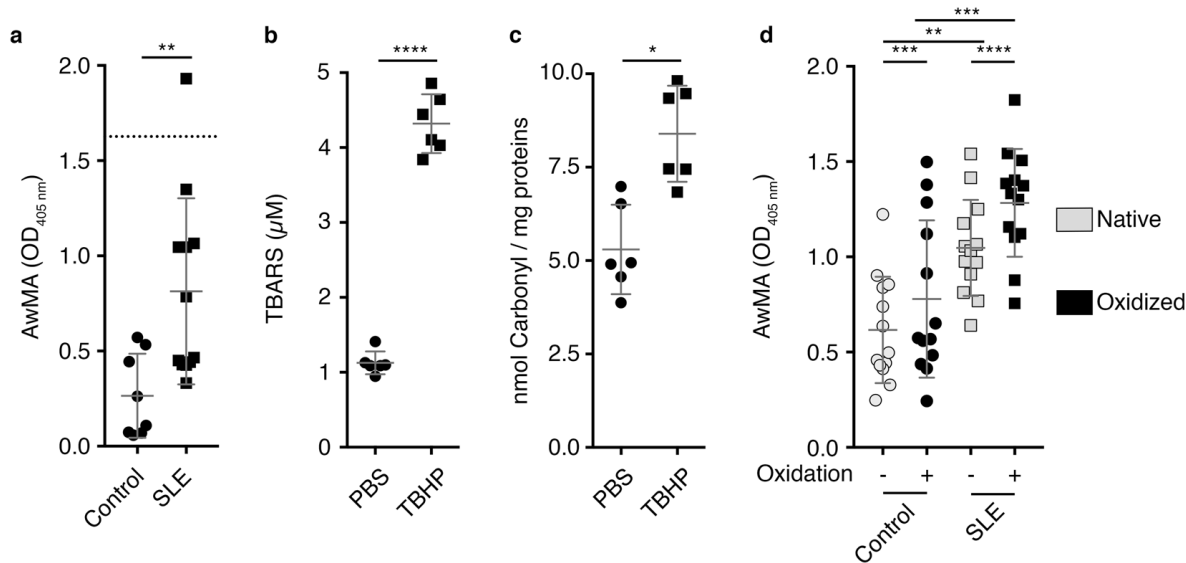 a
**
AwMA (OD405 nm)
2.0
1.5
1.0
0.5
0.0
Control
SLE
b
****
TBARS (µM)
5
4
3
2
1
0
PBS
TBHP
c
*
nmol Carbonyl / mg proteins
10.0
7.5
5.0
2.5
0.0
PBS
TBHP
d
***
**
***
****
AwMA (OD405 nm)
2.0
1.5
1.0
0.5
0.0
Oxidation
- + - +
Control
SLE
Native
Oxidized